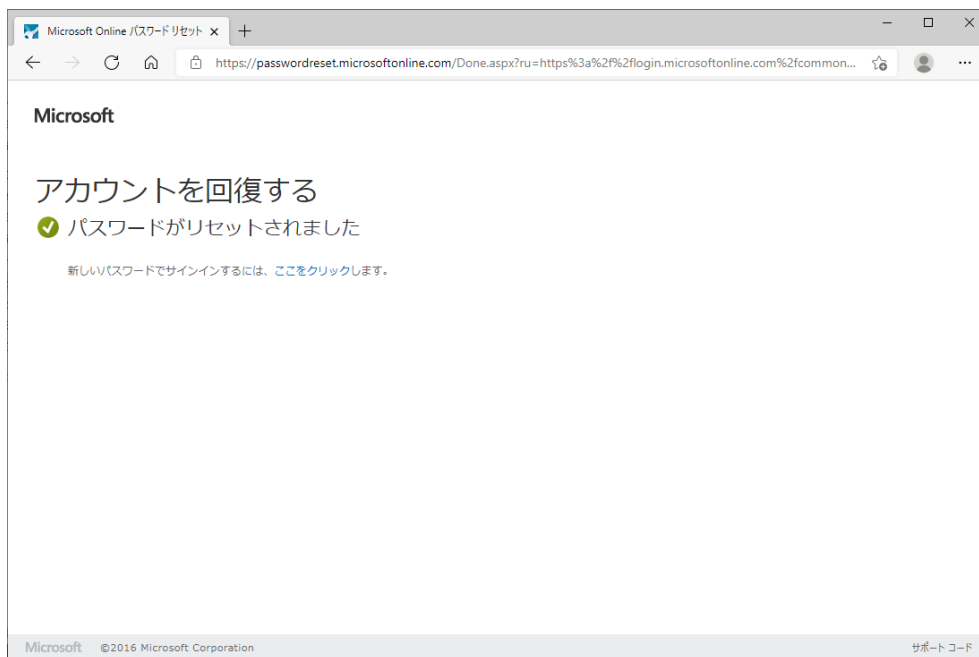 Microsoft Online パスワード リセット
https://passwordreset.microsoftonline.com/Done.aspx?ru=https%3a%2f%2flogin.microsoftonline.com%2fcommon...
Microsoft
アカウントを回復する
パスワードがリセットされました
新しいパスワードでサインインするには、ここをクリックします。
Microsoft ©2016 Microsoft Corporation サポート コード